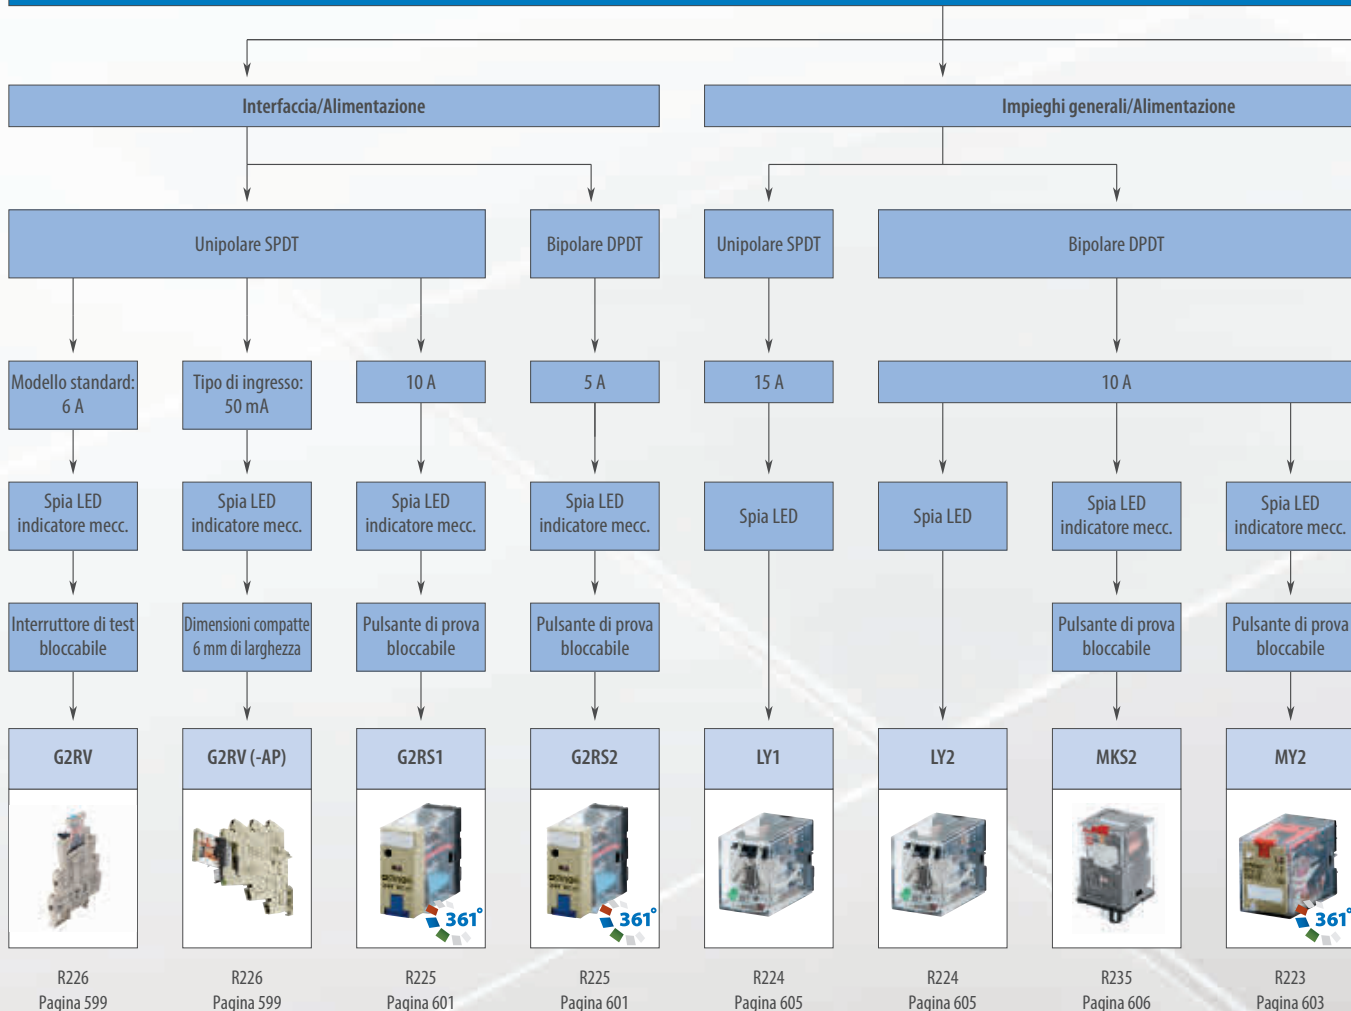 Interfaccia/Alimentazione
Impieghi generali/Alimentazione
Unipolare SPDT
Bipolare DPDT
Unipolare SPDT
Bipolare DPDT
Modello standard:
6 A
Tipo di ingresso:
50 mA
10 A
5 A
15 A
10 A
Spia LED
indicatore mecc.
Spia LED
indicatore mecc.
Spia LED
indicatore mecc.
Spia LED
indicatore mecc.
Spia LED
Spia LED
Spia LED
indicatore mecc.
Spia LED
indicatore mecc.
Interruttore di test
bloccabile
Dimensioni compatte
6 mm di larghezza
Pulsante di prova
bloccabile
Pulsante di prova
bloccabile
Pulsante di prova
bloccabile
Pulsante di prova
bloccabile
G2RV
G2RV (-AP)
G2RS1
G2RS2
LY1
LY2
MKS2
MY2
361°
361°
361°
R226
Pagina 599
R226
Pagina 599
R225
Pagina 601
R225
Pagina 601
R224
Pagina 605
R224
Pagina 605
R235
Pagina 606
R223
Pagina 603